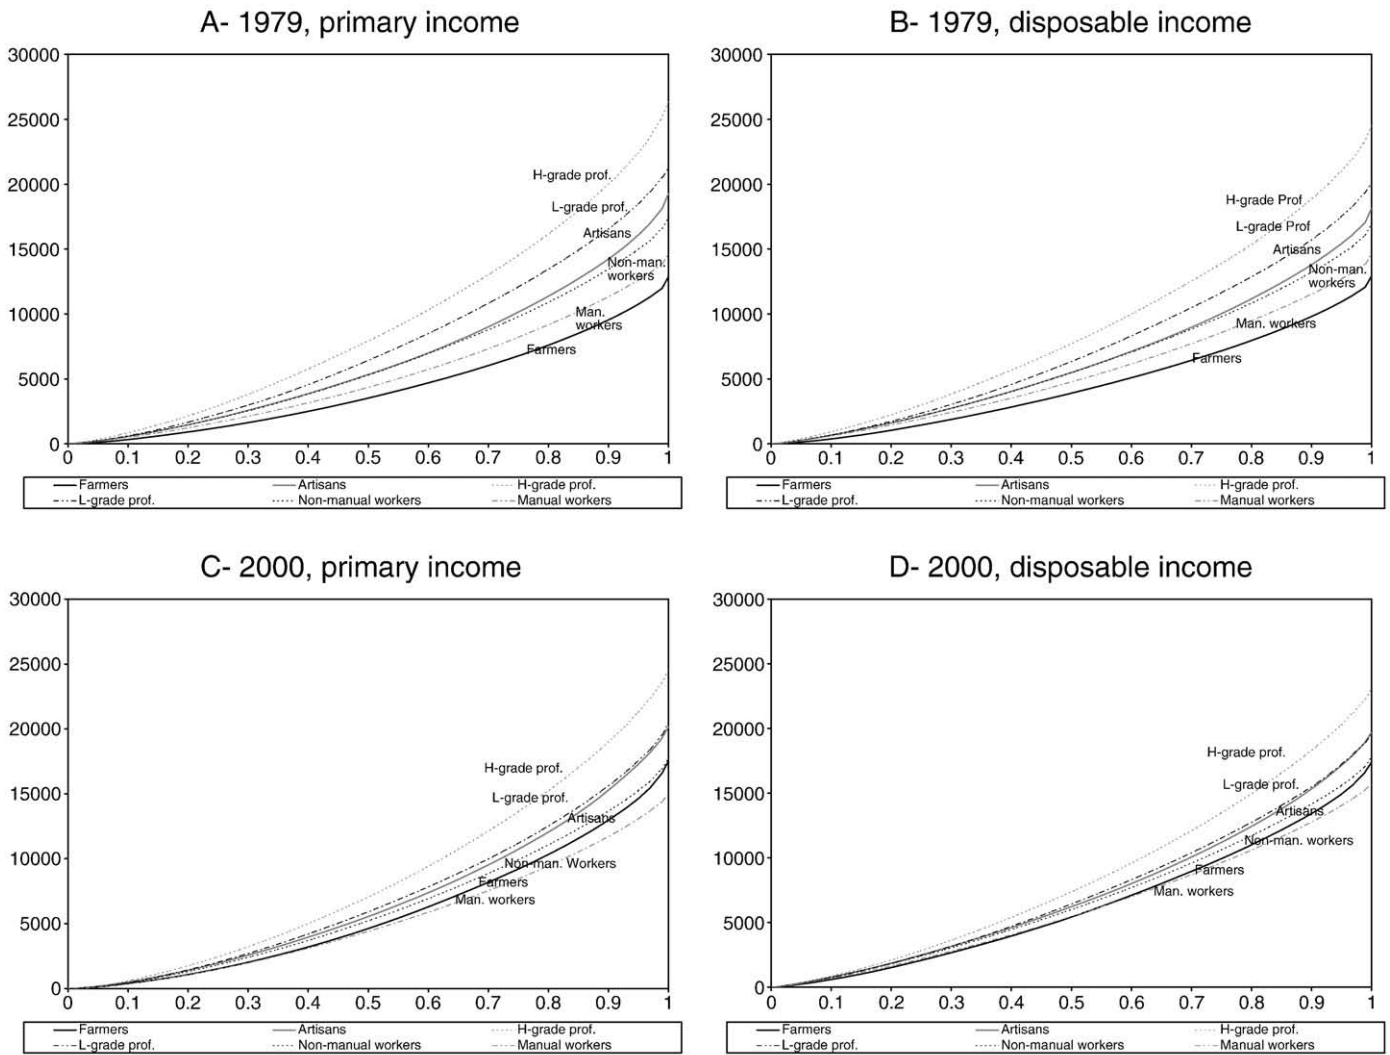 A- 1979, primary income
30000
25000
20000
15000
10000
5000
0
H-grade prof.
L-grade prof.
Artisans
Non-man.
workers
Man.
workers
Farmers
0 0.1 0.2 0.3 0.4 0.5 0.6 0.7 0.8 0.9 1
Farmers Artisans H-grade prof.
L-grade prof. Non-manual workers Manual workers
B- 1979, disposable income
30000
25000
20000
15000
10000
5000
0
H-grade Prof
L-grade Prof
Artisans
Non-man.
workers
Man. workers
Farmers
0 0.1 0.2 0.3 0.4 0.5 0.6 0.7 0.8 0.9 1
Farmers Artisans H-grade prof.
L-grade prof. Non-manual workers Manual workers
C- 2000, primary income
30000
25000
20000
15000
10000
5000
0
H-grade prof.
L-grade prof.
Artisans
Non-man. Workers
Farmers
Man. workers
0 0.1 0.2 0.3 0.4 0.5 0.6 0.7 0.8 0.9 1
Farmers Artisans H-grade prof.
L-grade prof. Non-manual workers Manual workers
D- 2000, disposable income
30000
25000
20000
15000
10000
5000
0
H-grade prof.
L-grade prof.
Artisans
Non-man. workers
Farmers
Man. workers
0 0.1 0.2 0.3 0.4 0.5 0.6 0.7 0.8 0.9 1
Farmers Artisans H-grade prof.
L-grade prof. Non-manual workers Manual workers